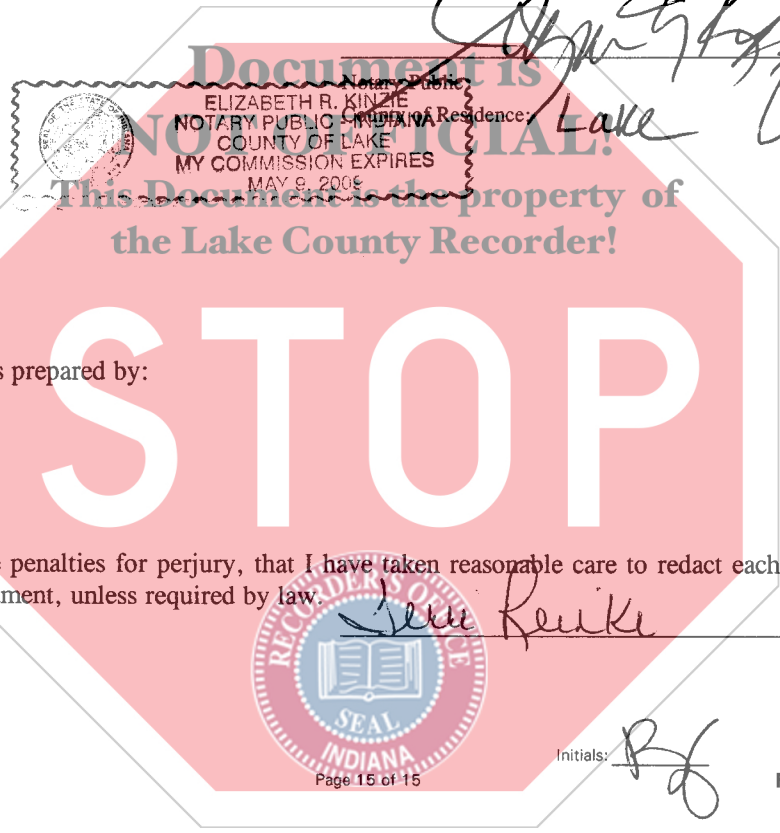 Document is
Notary Public
ELIZABETH R. KINZIE
County of Residence: Lake
NOTARY PUBLIC - INDIANA
NOT OFFICIAL!
COUNTY OF LAKE
MY COMMISSION EXPIRES
MAY 9, 2009
This Document is the property of
the Lake County Recorder!
STOP
s prepared by:
penalties for perjury, that I have taken reasonable care to redact each
ment, unless required by law.
RECORDER'S OFFICE
SEAL
INDIANA
Initials:
Page 15 of 15